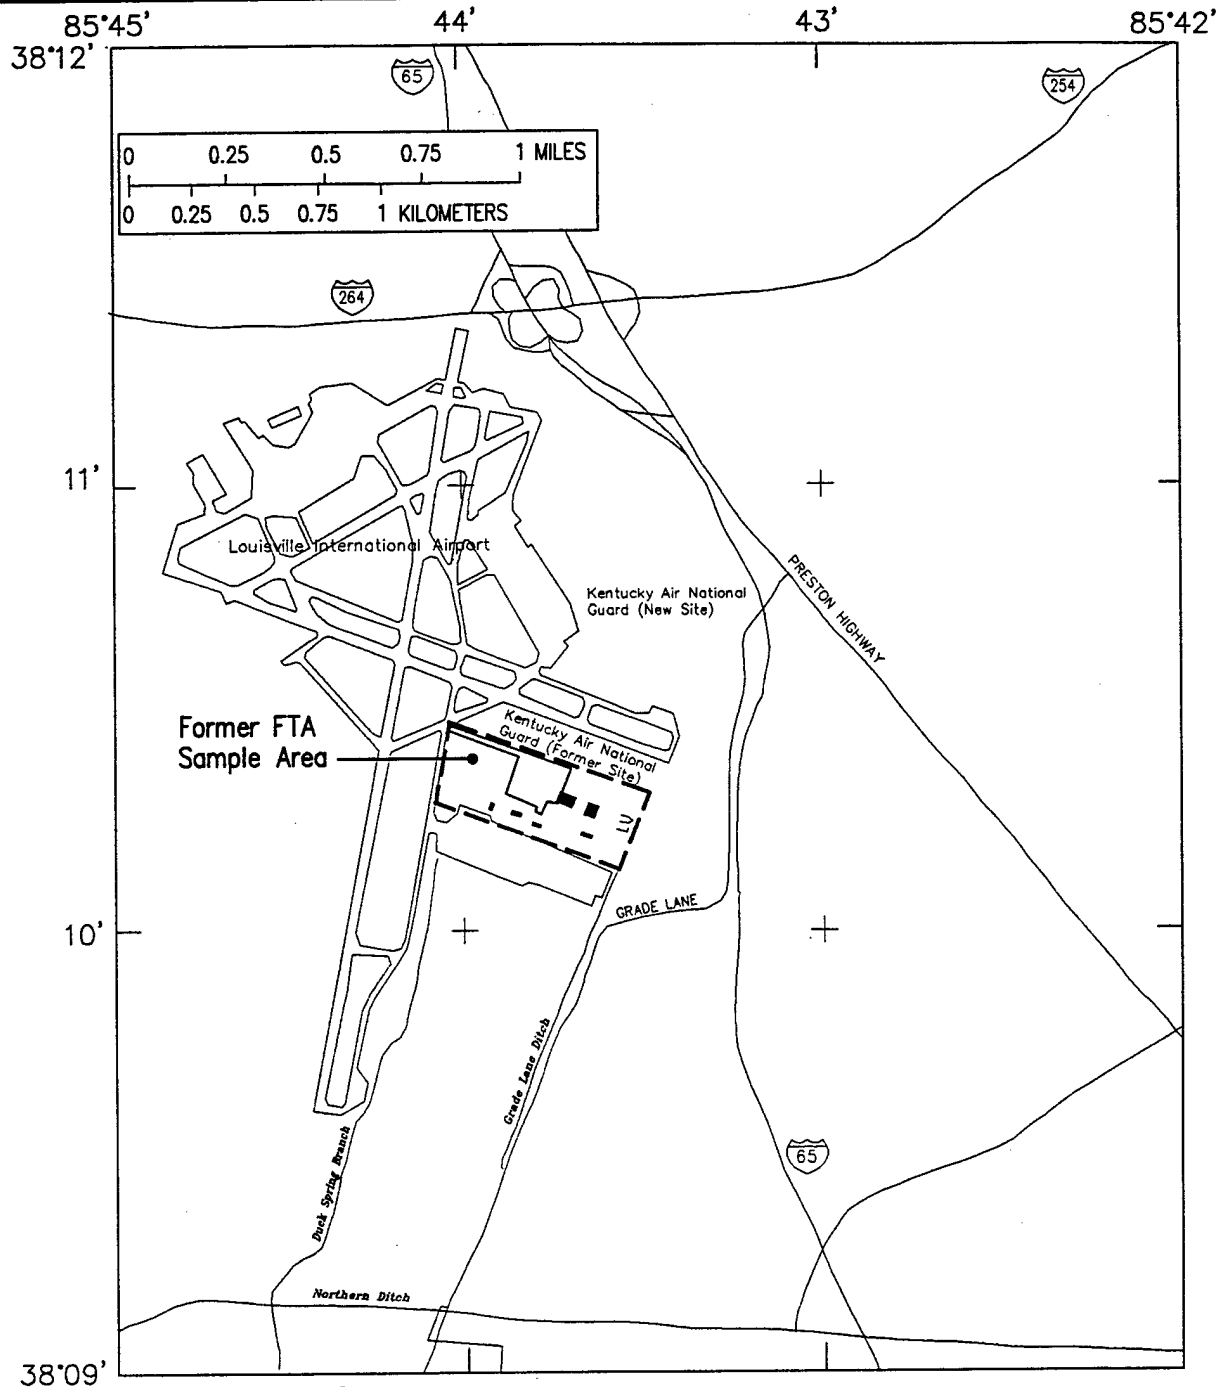 85°45' 44' 43' 85°42'
38°12'
65
254
0 0.25 0.5 0.75 1 MILES
0 0.25 0.5 0.75 1 KILOMETERS
264
11'
Louisville International Airport
Kentucky Air National
Guard (New Site)
PRESTON HIGHWAY
Former FTA
Sample Area
Kentucky Air National
Guard (Former Site)
LV
GRADE LANE
10'
Grade Lane Ditch
65
Duck Spring Branch
Northern Ditch
38°09'